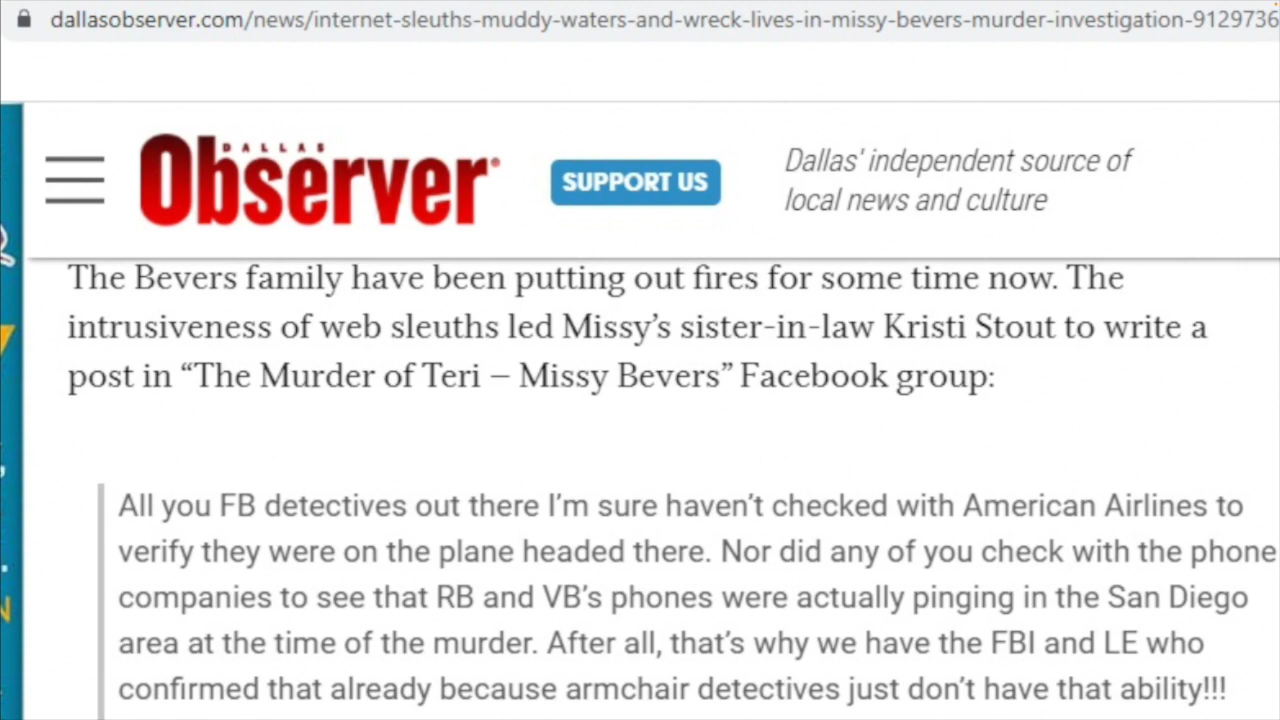 dallasobserver.com/news/internet-sleuths-muddy-waters-and-wreck-lives-in-missy-bevers-murder-investigation-9129736
DALLAS
Observer
SUPPORT US
Dallas' independent source of
local news and culture
The Bevers family have been putting out fires for some time now. The
intrusiveness of web sleuths led Missy’s sister-in-law Kristi Stout to write a
post in “The Murder of Teri – Missy Bevers” Facebook group:
All you FB detectives out there I’m sure haven’t checked with American Airlines to
verify they were on the plane headed there. Nor did any of you check with the phone
companies to see that RB and VB’s phones were actually pinging in the San Diego
area at the time of the murder. After all, that’s why we have the FBI and LE who
confirmed that already because armchair detectives just don’t have that ability!!!